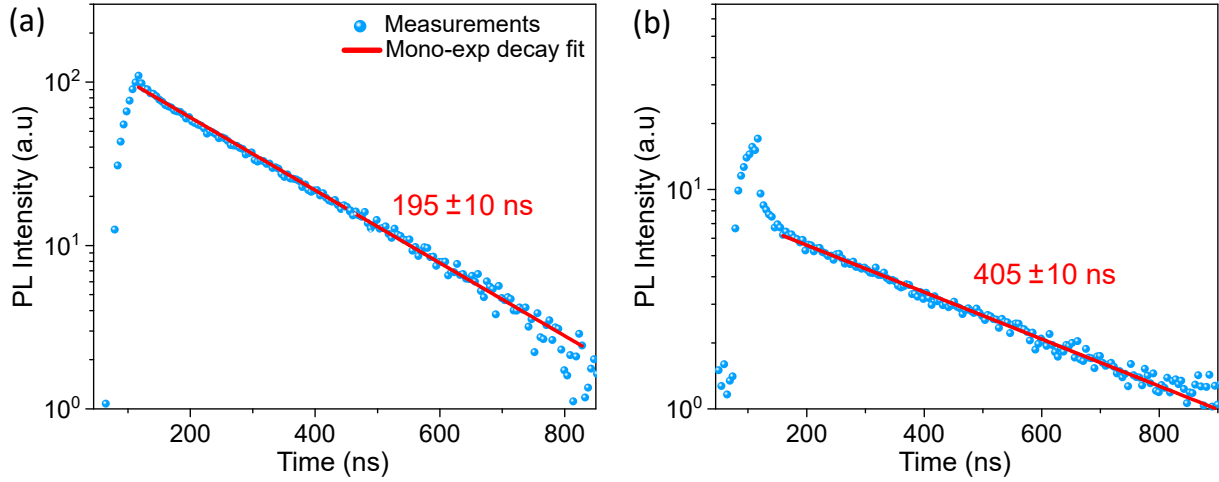 (a)
Measurements
Mono-exp decay fit
195 ±10 ns
PL Intensity (a.u)
10²
10¹
10⁰
200
400
600
800
Time (ns)
(b)
405 ±10 ns
PL Intensity (a.u)
10¹
10⁰
200
400
600
800
Time (ns)